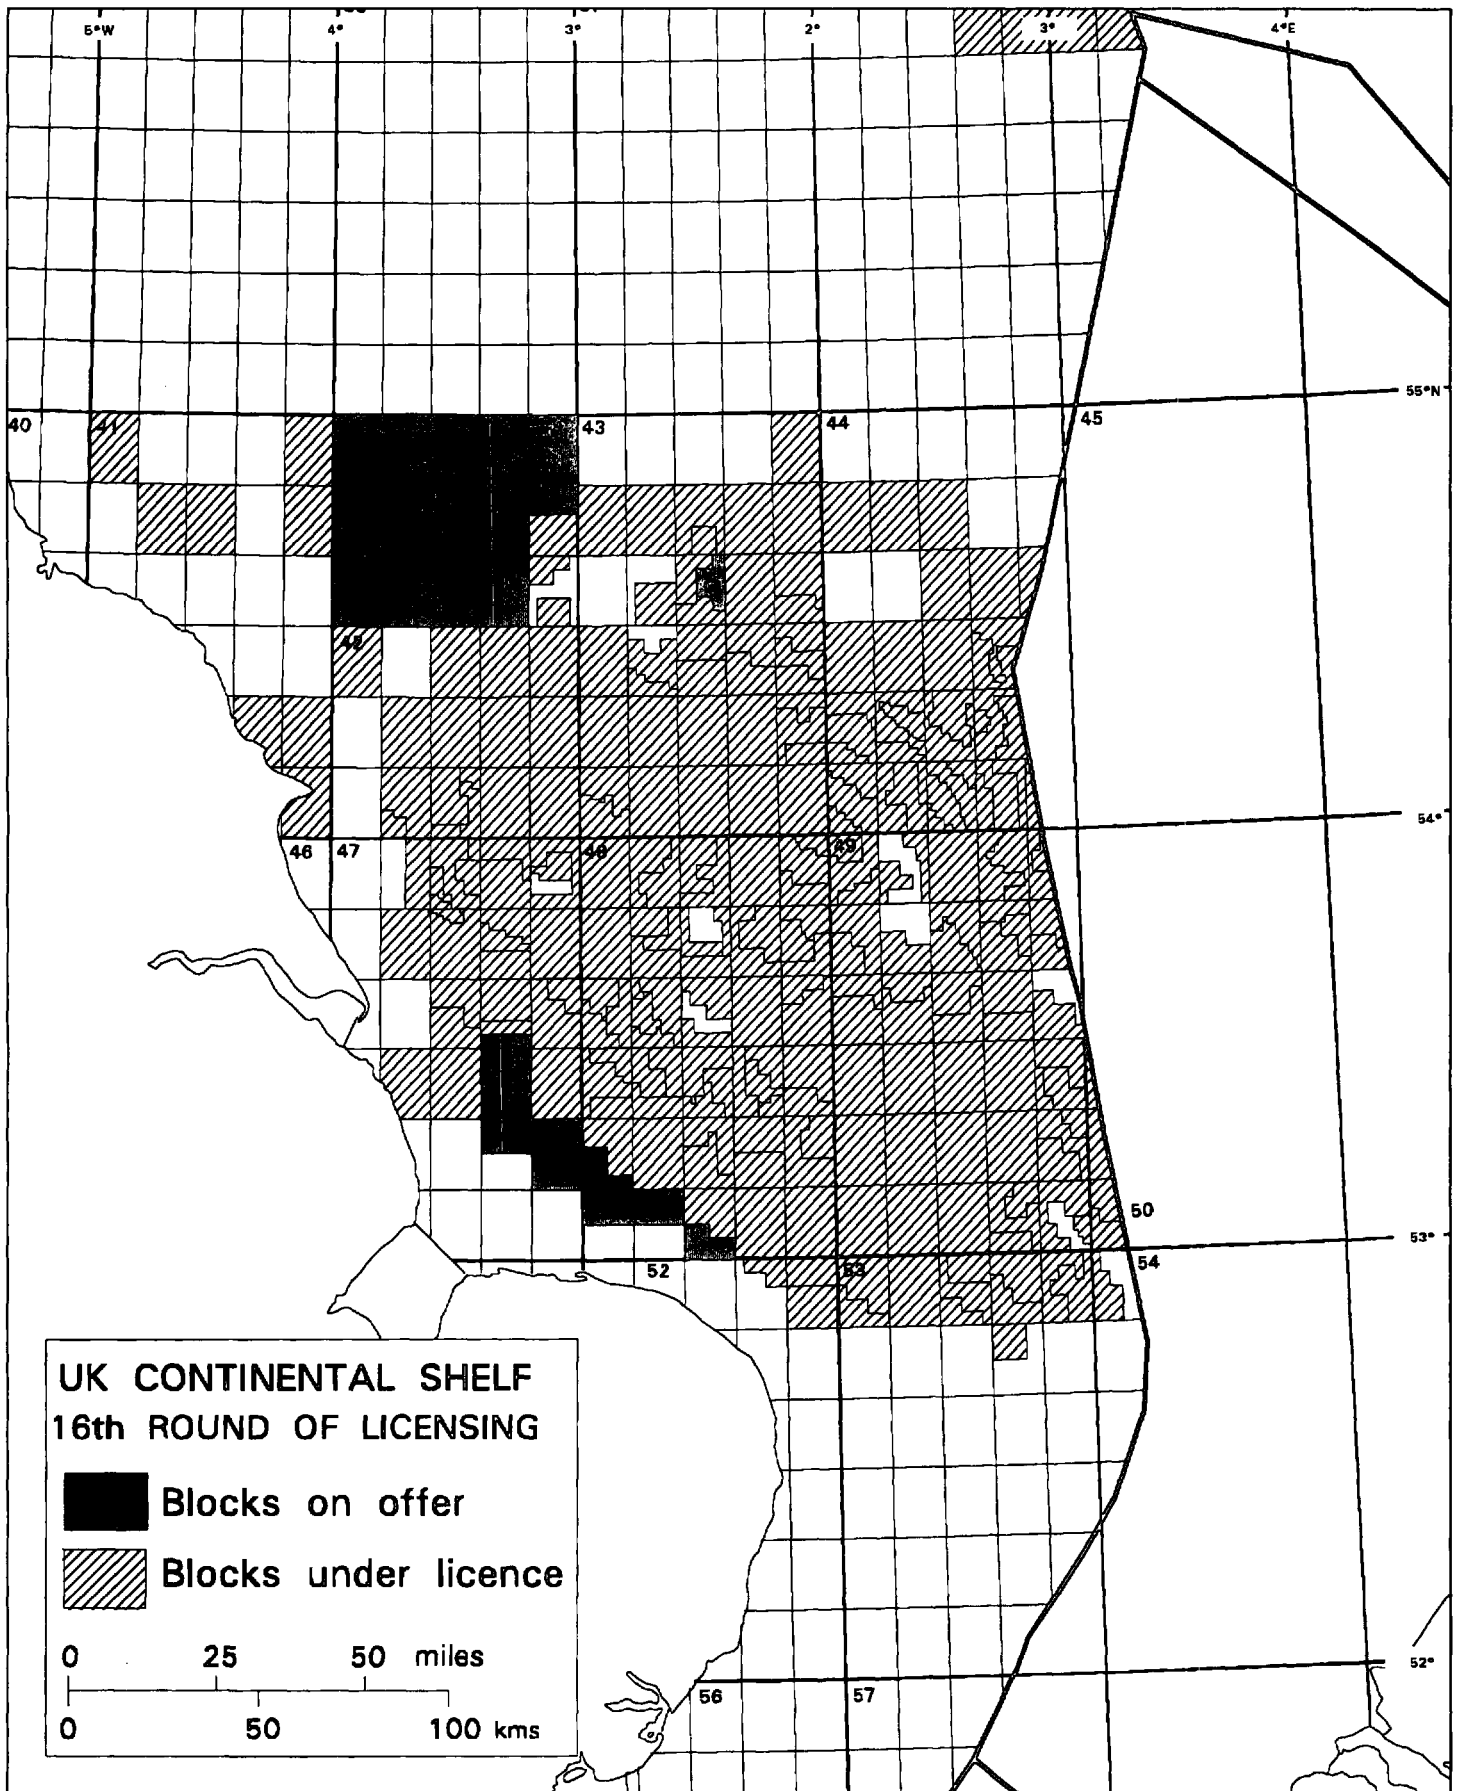 5°W 4° 3° 2° 3° 4°E
55°N
40 41 43 44 45
42
54°
46 47 48 49
50
53°
52 53 54
UK CONTINENTAL SHELF
16th ROUND OF LICENSING
Blocks on offer
Blocks under licence
0 25 50 miles
0 50 100 kms
52°
56 57